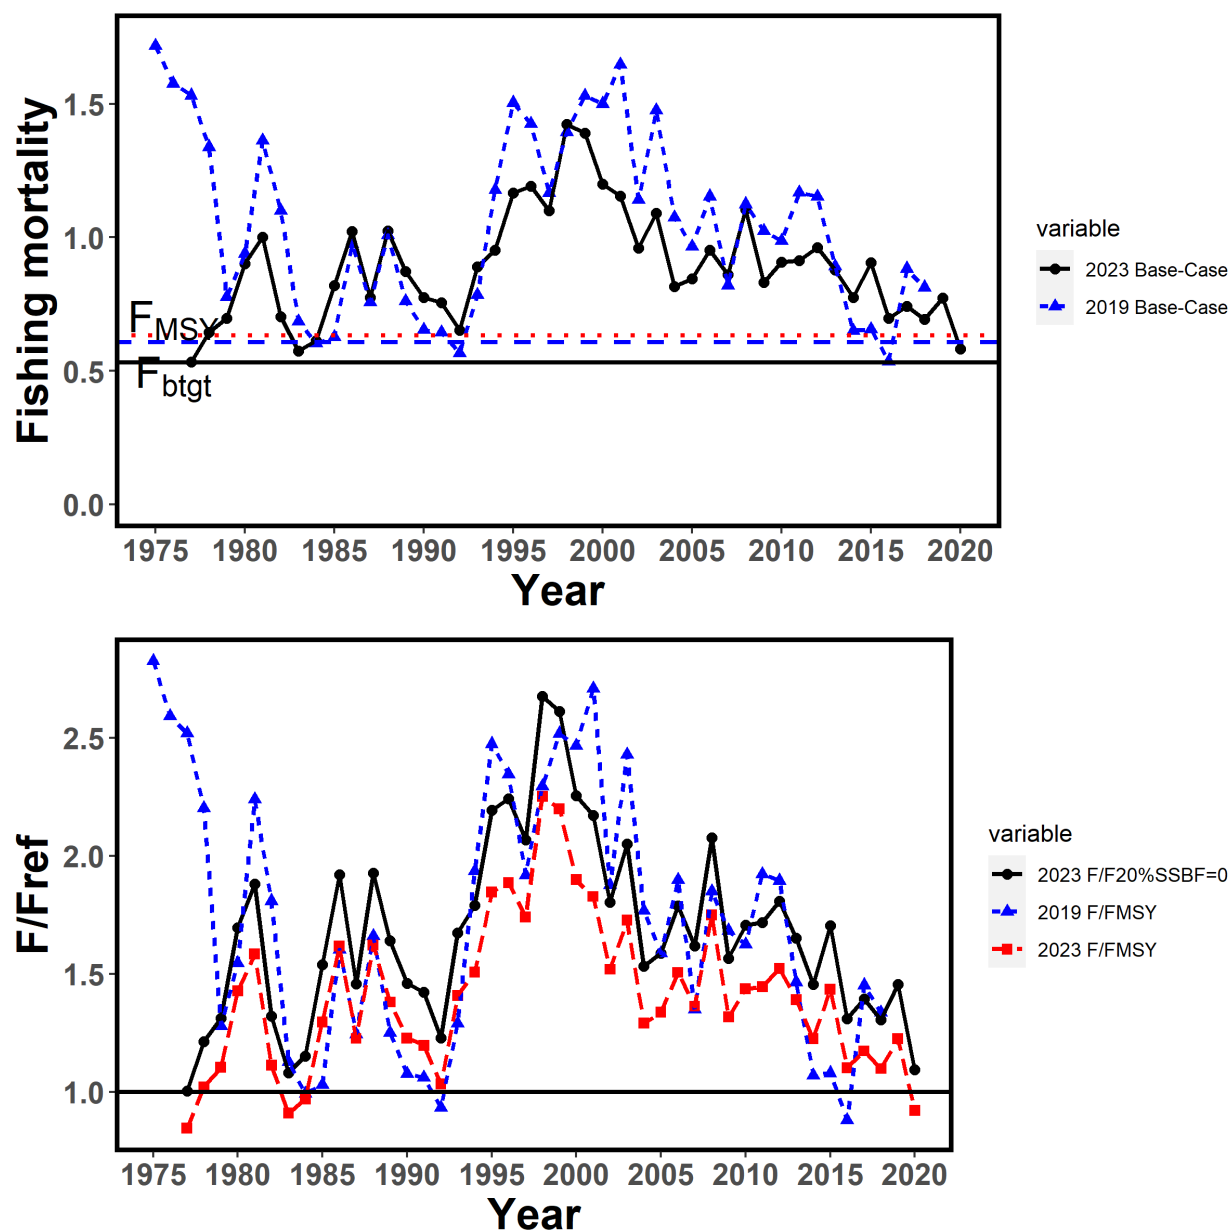 Fishing mortality
1.5
1.0
0.5
0.0
FMSY
Fbtgt
1975 1980 1985 1990 1995 2000 2005 2010 2015 2020
Year
variable
2023 Base-Case
2019 Base-Case
F/Fref
2.5
2.0
1.5
1.0
1975 1980 1985 1990 1995 2000 2005 2010 2015 2020
Year
variable
2023 F/F20%SSBF=0
2019 F/FMSY
2023 F/FMSY